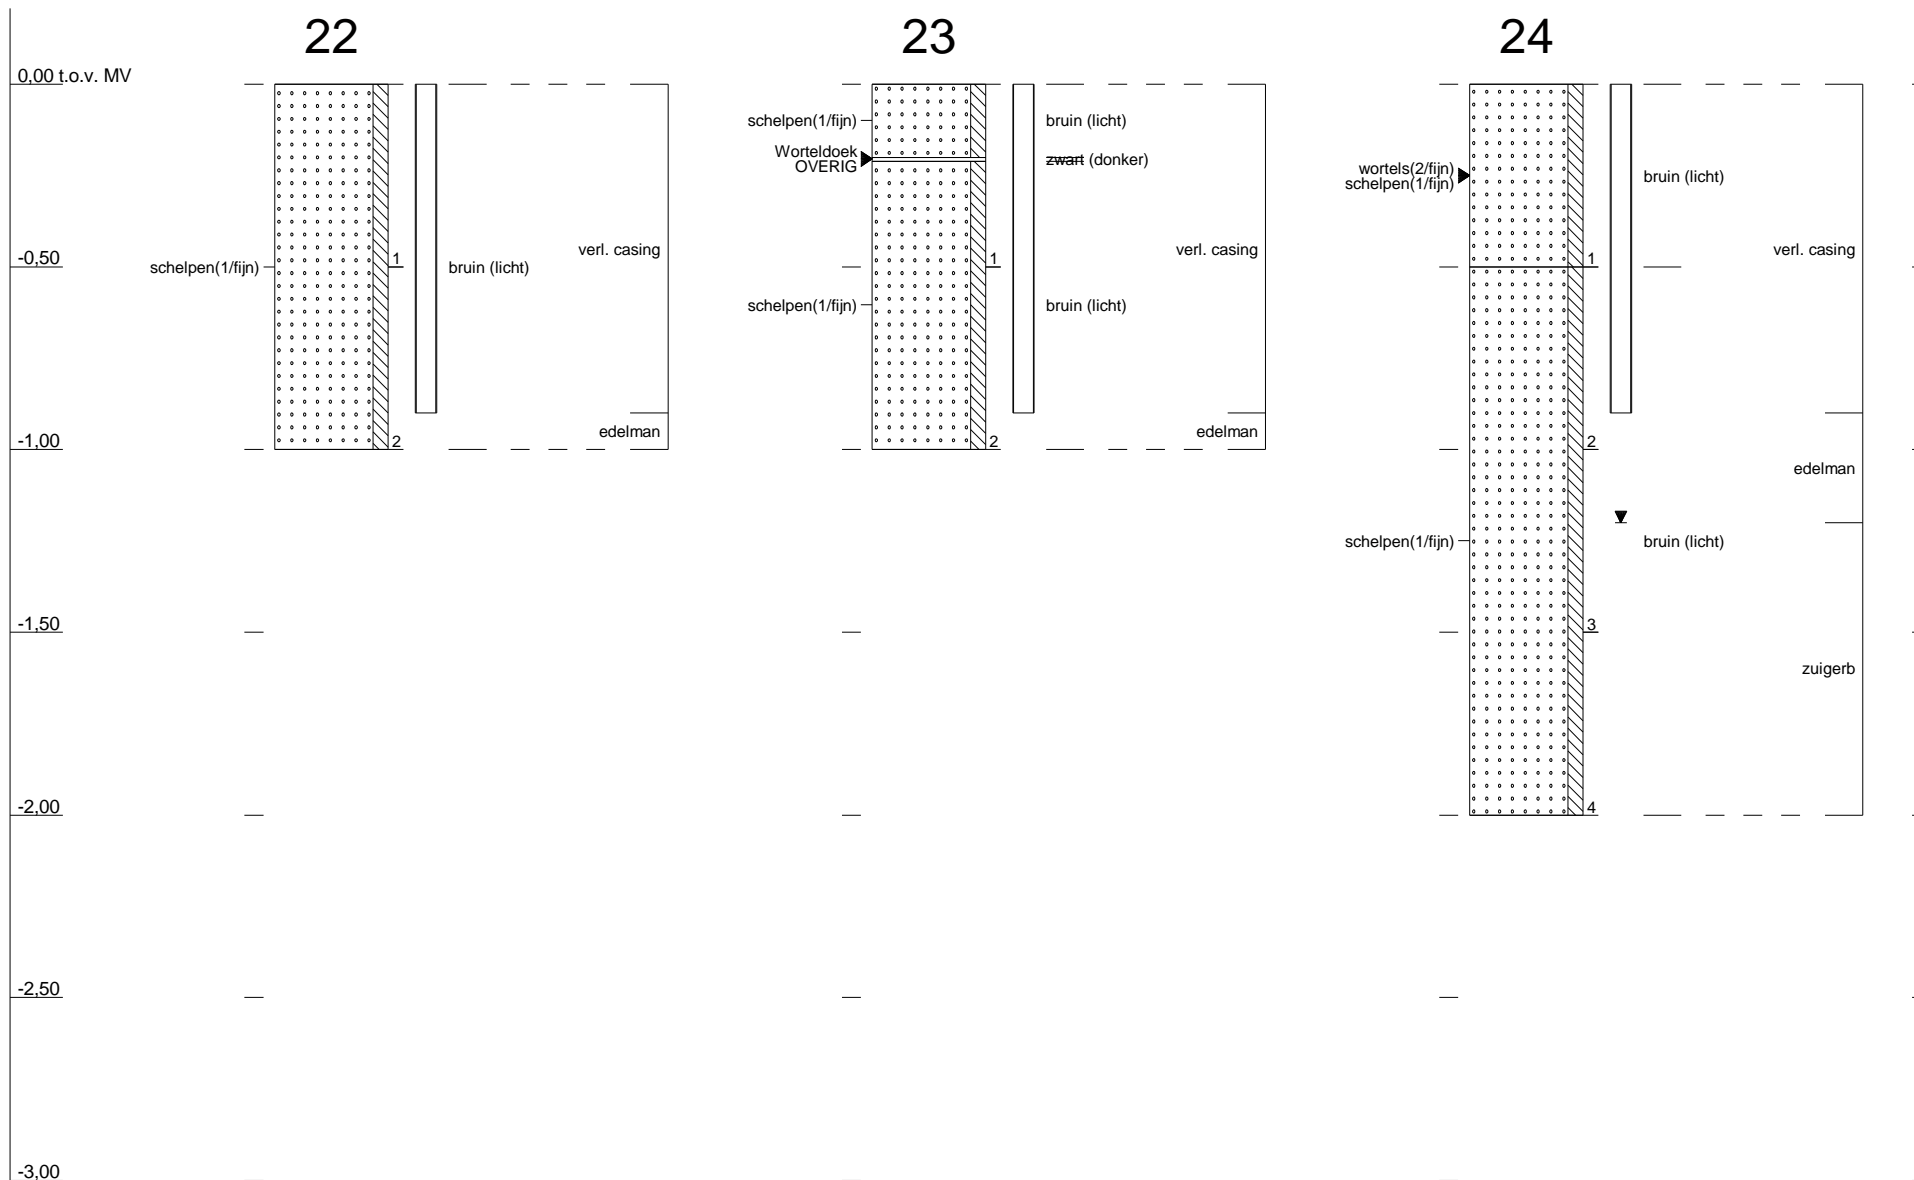 22
23
24
0,00 t.o.v. MV
schelpen(1/fijn)
bruin (licht)
Worteldoek
OVERIG
zwart (donker)
wortels(2/fijn)
schelpen(1/fijn)
bruin (licht)
verl. casing
verl. casing
verl. casing
-0,50
schelpen(1/fijn)
1
bruin (licht)
1
1
schelpen(1/fijn)
bruin (licht)
edelman
edelman
-1,00
2
2
2
edelman
schelpen(1/fijn)
bruin (licht)
-1,50
3
zuigerb
-2,00
4
-2,50
-3,00